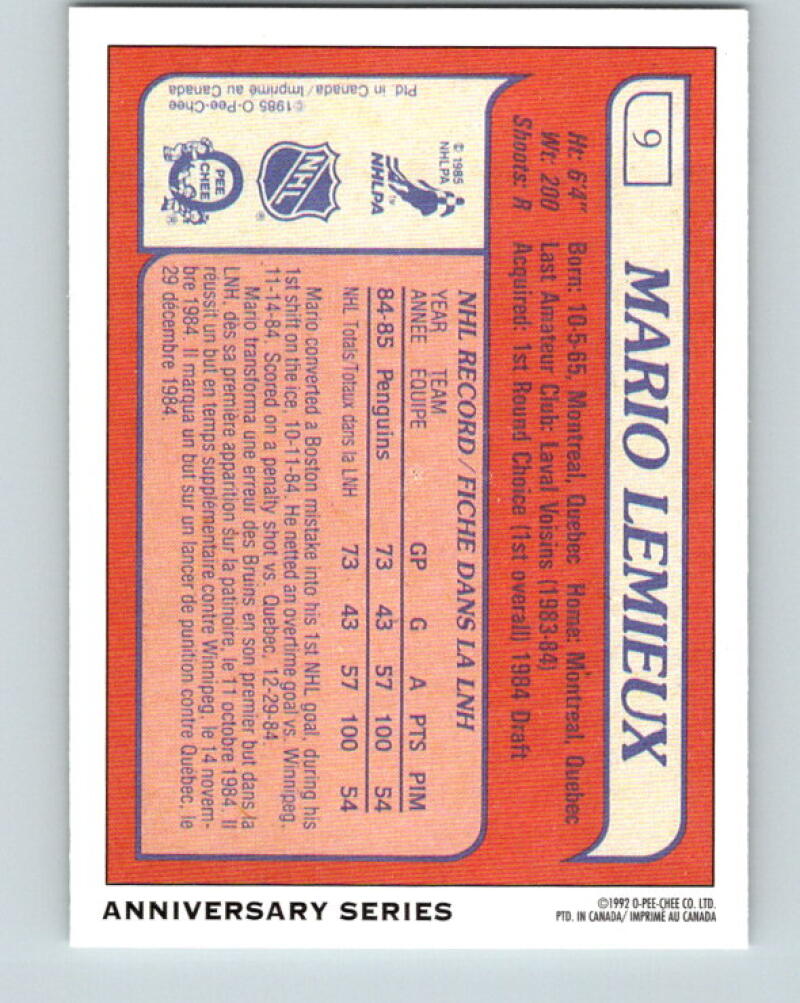 9
MARIO LEMIEUX
Ht: 6'4" Born: 10-5-65, Montreal, Quebec Home: Montreal, Quebec
Wt: 200 Last Amateur Club: Laval Voisins (1983-84)
Shoots: R Acquired: 1st Round Choice (1st overall) 1984 Draft
© 1985
NHLPA
NHLPA
TM
NHL
®
O
PEE
CHEE
®
©1985 O-Pee-Chee
Ptd. in Canada/Imprimé au Canada
NHL RECORD/FICHE DANS LA LNH
YEAR TEAM
ANNÉE ÉQUIPE GP G A PTS PIM
84-85 Penguins 73 43 57 100 54
NHL Totals/Totaux dans la LNH 73 43 57 100 54
Mario converted a Boston mistake into his 1st NHL goal, during his
1st shift on the ice, 10-11-84. He netted an overtime goal vs. Winnipeg,
11-14-84. Scored on a penalty shot vs. Quebec, 12-29-84.
Mario transforma une erreur des Bruins en son premier but dans la
LNH, dès sa première apparition sur la patinoire, le 11 octobre 1984. Il
réussit un but en temps supplémentaire contre Winnipeg, le 14 novem-
bre 1984. Il marqua un but sur un lancer de punition contre Québec, le
29 décembre 1984.
ANNIVERSARY SERIES
©1992 O-PEE-CHEE CO. LTD.
PTD. IN CANADA/ IMPRIMÉ AU CANADA